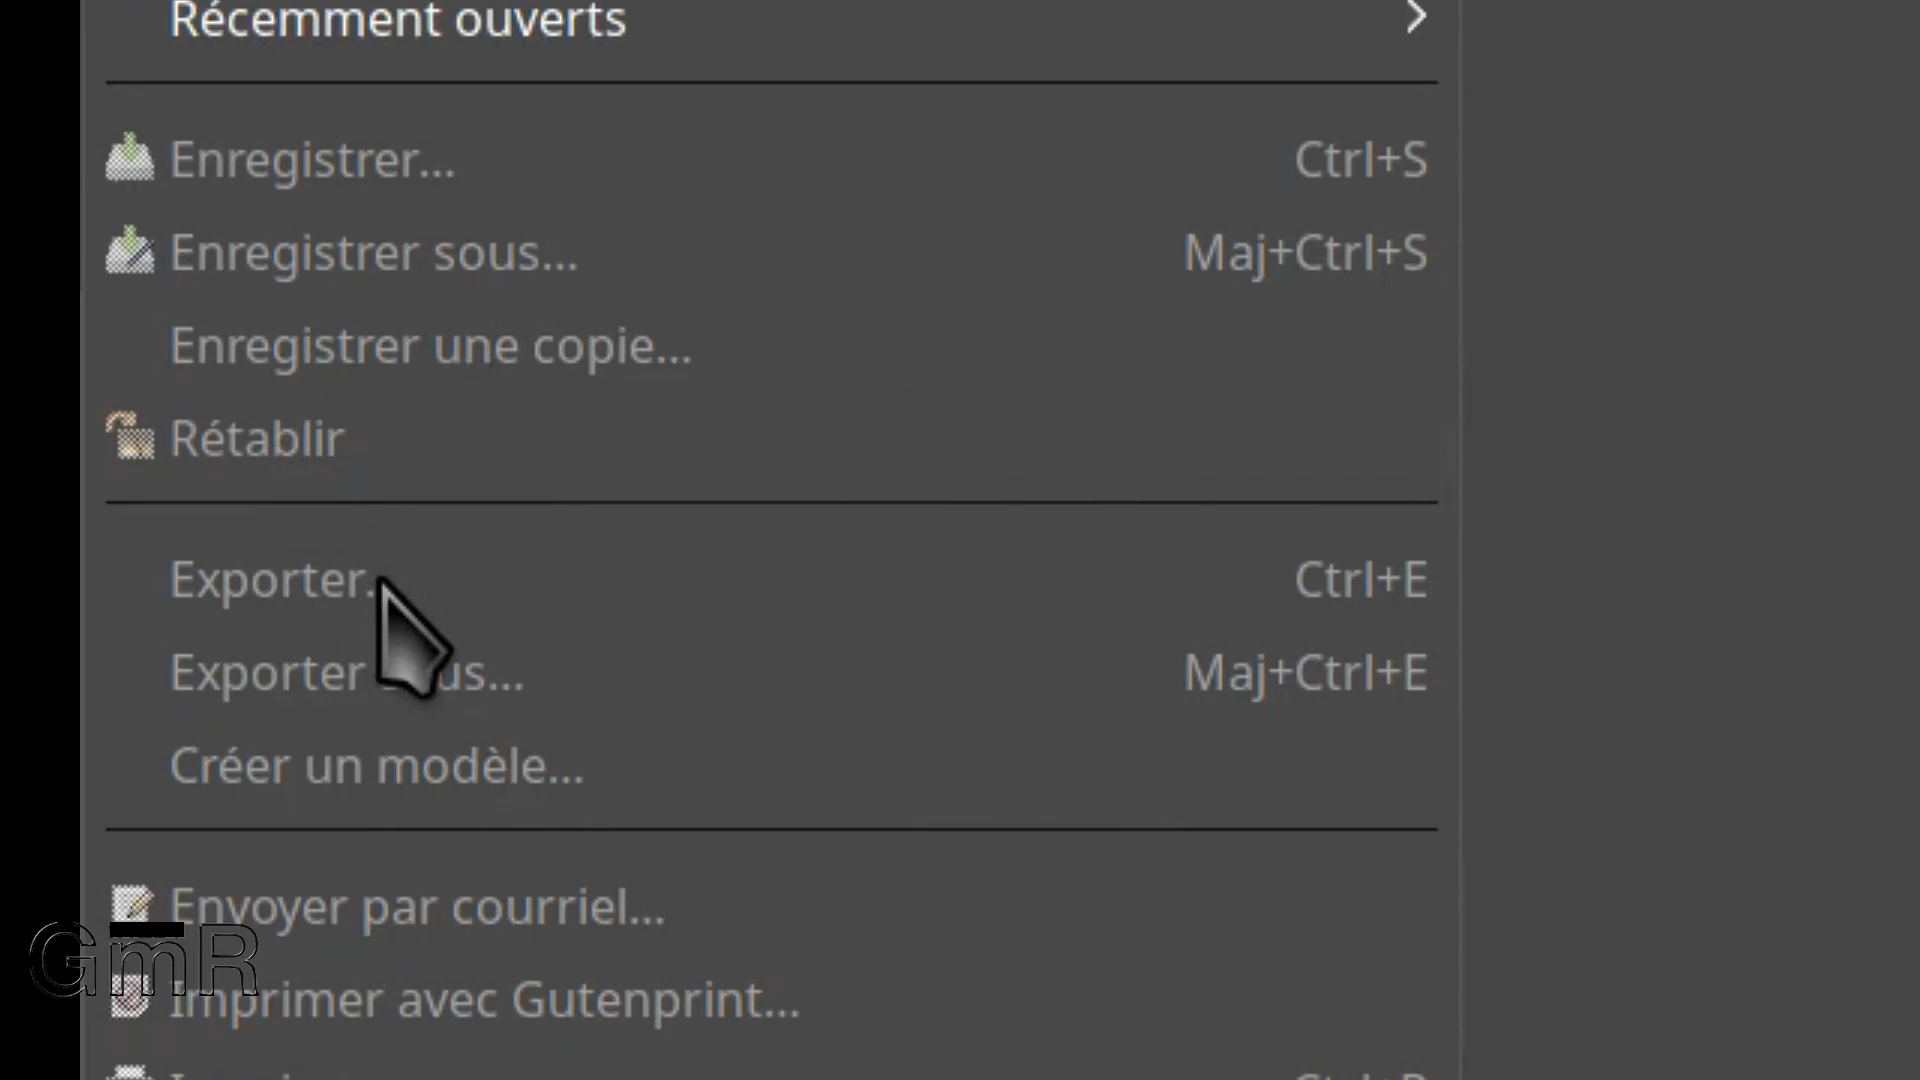 Récemment ouverts
Enregistrer... Ctrl+S
Enregistrer sous... Maj+Ctrl+S
Enregistrer une copie...
Rétablir
Exporter. Ctrl+E
Exporter Maj+Ctrl+E
Créer un modèle...
Envoyer par courriel...
GmR
Imprimer avec Gutenprint...